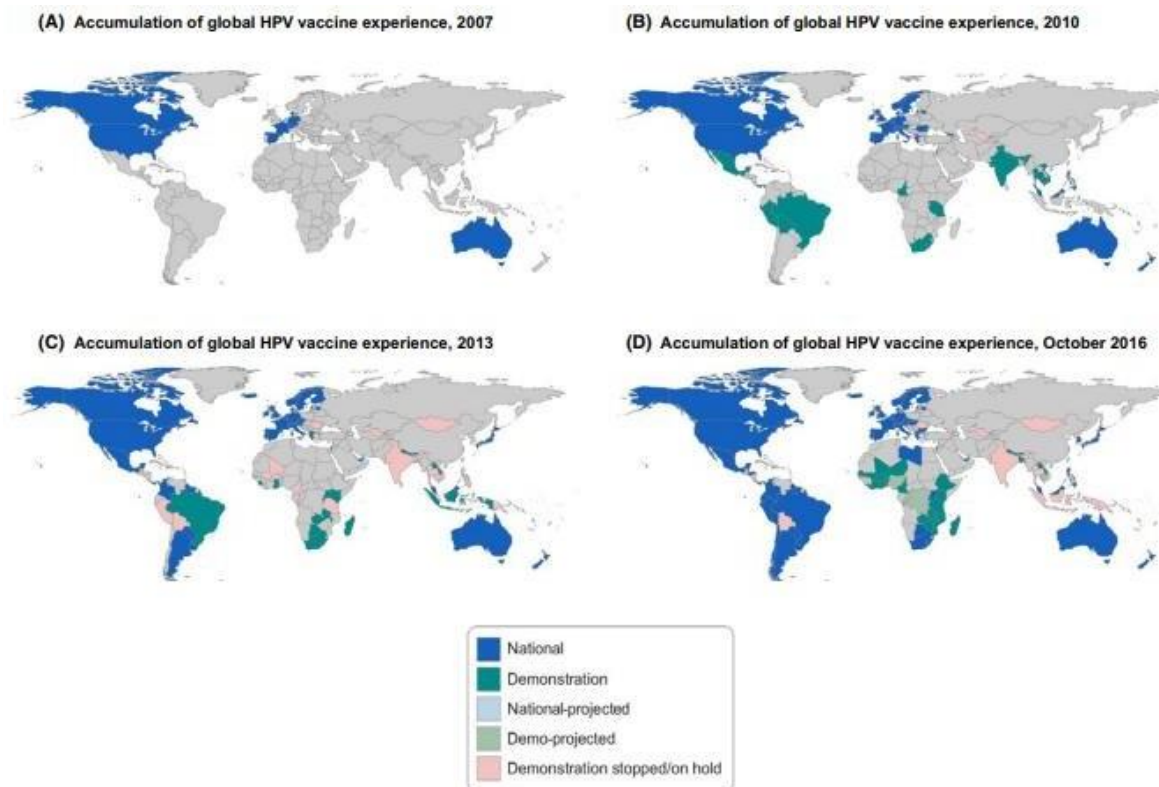 (A) Accumulation of global HPV vaccine experience, 2007
(B) Accumulation of global HPV vaccine experience, 2010
(C) Accumulation of global HPV vaccine experience, 2013
(D) Accumulation of global HPV vaccine experience, October 2016
National
Demonstration
National-projected
Demo-projected
Demonstration stopped/on hold